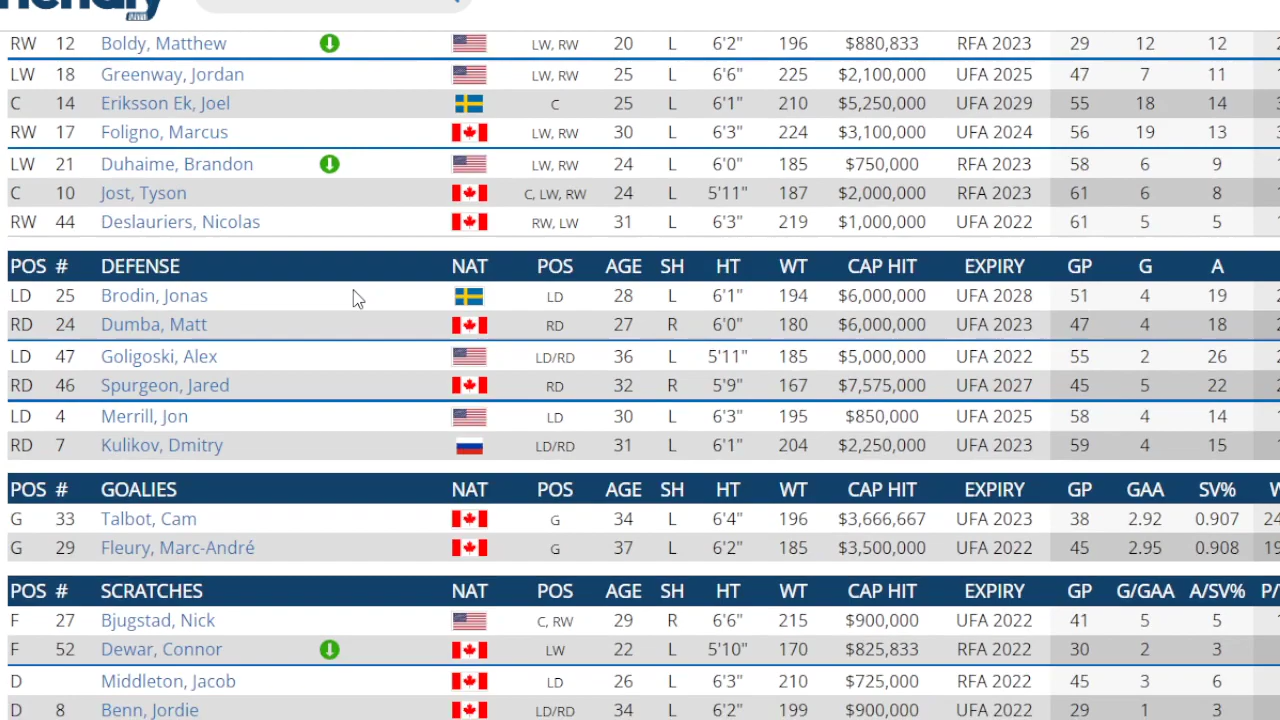 RW 12 Boldy, Matthew LW, RW 20 L 6'2" 196 $880,833 RFA 2023 29 12 12
LW 18 Greenway, Jordan LW, RW 25 L 6'6" 225 $2,100,000 UFA 2025 47 7 11
C 14 Eriksson Ek, Joel C 25 L 6'1" 210 $5,250,000 UFA 2029 55 18 14
RW 17 Foligno, Marcus LW, RW 30 L 6'3" 224 $3,100,000 UFA 2024 56 19 13
LW 21 Duhaime, Brandon LW, RW 24 L 6'0" 185 $750,000 RFA 2023 58 6 9
C 10 Jost, Tyson C, LW, RW 24 L 5'11" 187 $2,000,000 RFA 2023 61 6 8
RW 44 Deslauriers, Nicolas RW, LW 31 L 6'3" 219 $1,000,000 UFA 2022 61 5 5
POS # DEFENSE NAT POS AGE SH HT WT CAP HIT EXPIRY GP G A
LD 25 Brodin, Jonas LD 28 L 6'1" 194 $6,000,000 UFA 2028 51 4 19
RD 24 Dumba, Matt RD 27 R 6'0" 180 $6,000,000 UFA 2023 47 4 18
LD 47 Goligoski, Alex LD/RD 36 L 5'11" 185 $5,000,000 UFA 2022 55 2 26
RD 46 Spurgeon, Jared RD 32 R 5'9" 167 $7,575,000 UFA 2027 45 5 22
LD 4 Merrill, Jon LD 30 L 6'3" 195 $850,000 UFA 2025 58 4 14
RD 7 Kulikov, Dmitry LD/RD 31 L 6'1" 204 $2,250,000 UFA 2023 59 4 15
POS # GOALIES NAT POS AGE SH HT WT CAP HIT EXPIRY GP GAA SV%
G 33 Talbot, Cam G 34 L 6'4" 196 $3,666,667 UFA 2023 38 2.92 0.907 24
G 29 Fleury, Marc-André G 37 L 6'2" 185 $3,500,000 UFA 2022 45 2.95 0.908 19
POS # SCRATCHES NAT POS AGE SH HT WT CAP HIT EXPIRY GP G/GAA A/SV% P/
F 27 Bjugstad, Nick C, RW 29 R 6'6" 215 $900,000 UFA 2022 41 5 5
F 52 Dewar, Connor LW 22 L 5'10" 170 $825,833 RFA 2022 30 2 3
D Middleton, Jacob LD 26 L 6'3" 210 $725,000 RFA 2022 45 3 6
D 8 Benn, Jordie LD/RD 34 L 6'2" 199 $900,000 UFA 2022 29 1 3